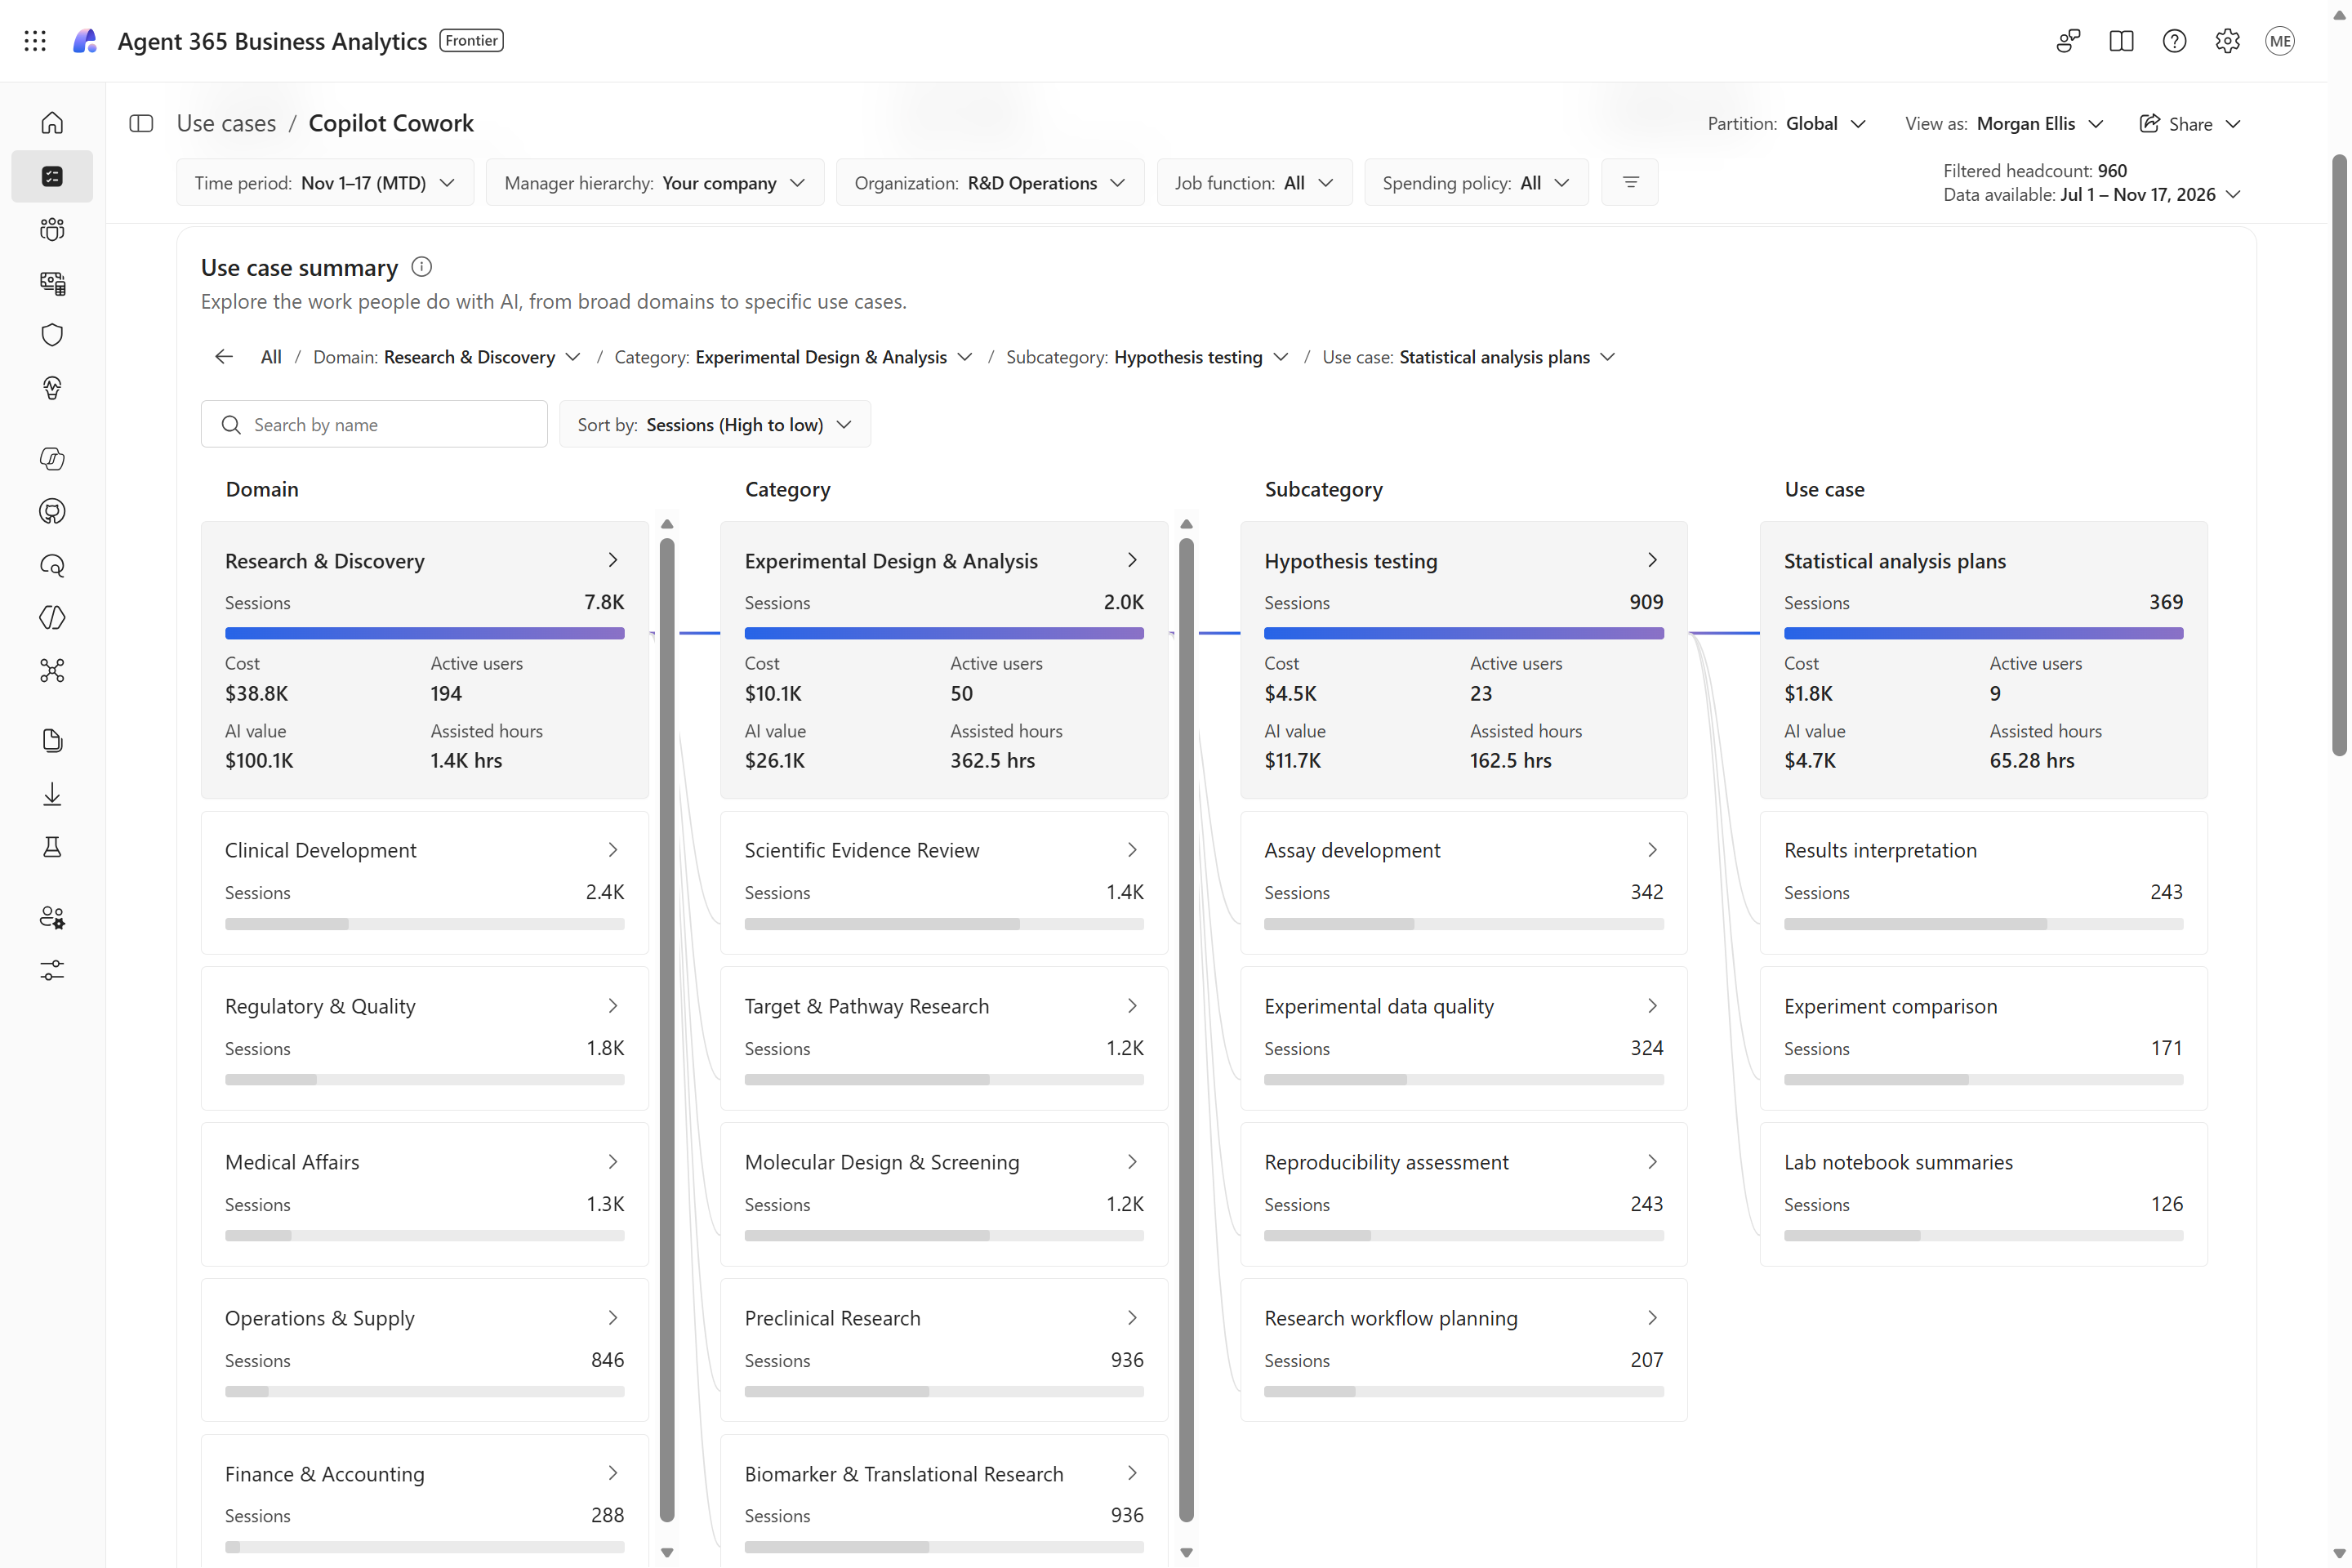 Agent 365 Business Analytics
Frontier
ME
Use cases / Copilot Cowork
Partition: Global
View as: Morgan Ellis
Share
Time period: Nov 1–17 (MTD)
Manager hierarchy: Your company
Organization: R&D Operations
Job function: All
Spending policy: All
Filtered headcount: 960
Data available: Jul 1 – Nov 17, 2026
Use case summary
Explore the work people do with AI, from broad domains to specific use cases.
All / Domain: Research & Discovery / Category: Experimental Design & Analysis / Subcategory: Hypothesis testing / Use case: Statistical analysis plans
Search by name
Sort by: Sessions (High to low)
Domain
Research & Discovery
Sessions 7.8K
Cost Active users
$38.8K 194
AI value Assisted hours
$100.1K 1.4K hrs
Clinical Development
Sessions 2.4K
Regulatory & Quality
Sessions 1.8K
Medical Affairs
Sessions 1.3K
Operations & Supply
Sessions 846
Finance & Accounting
Sessions 288
Category
Experimental Design & Analysis
Sessions 2.0K
Cost Active users
$10.1K 50
AI value Assisted hours
$26.1K 362.5 hrs
Scientific Evidence Review
Sessions 1.4K
Target & Pathway Research
Sessions 1.2K
Molecular Design & Screening
Sessions 1.2K
Preclinical Research
Sessions 936
Biomarker & Translational Research
Sessions 936
Subcategory
Hypothesis testing
Sessions 909
Cost Active users
$4.5K 23
AI value Assisted hours
$11.7K 162.5 hrs
Assay development
Sessions 342
Experimental data quality
Sessions 324
Reproducibility assessment
Sessions 243
Research workflow planning
Sessions 207
Use case
Statistical analysis plans
Sessions 369
Cost Active users
$1.8K 9
AI value Assisted hours
$4.7K 65.28 hrs
Results interpretation
Sessions 243
Experiment comparison
Sessions 171
Lab notebook summaries
Sessions 126